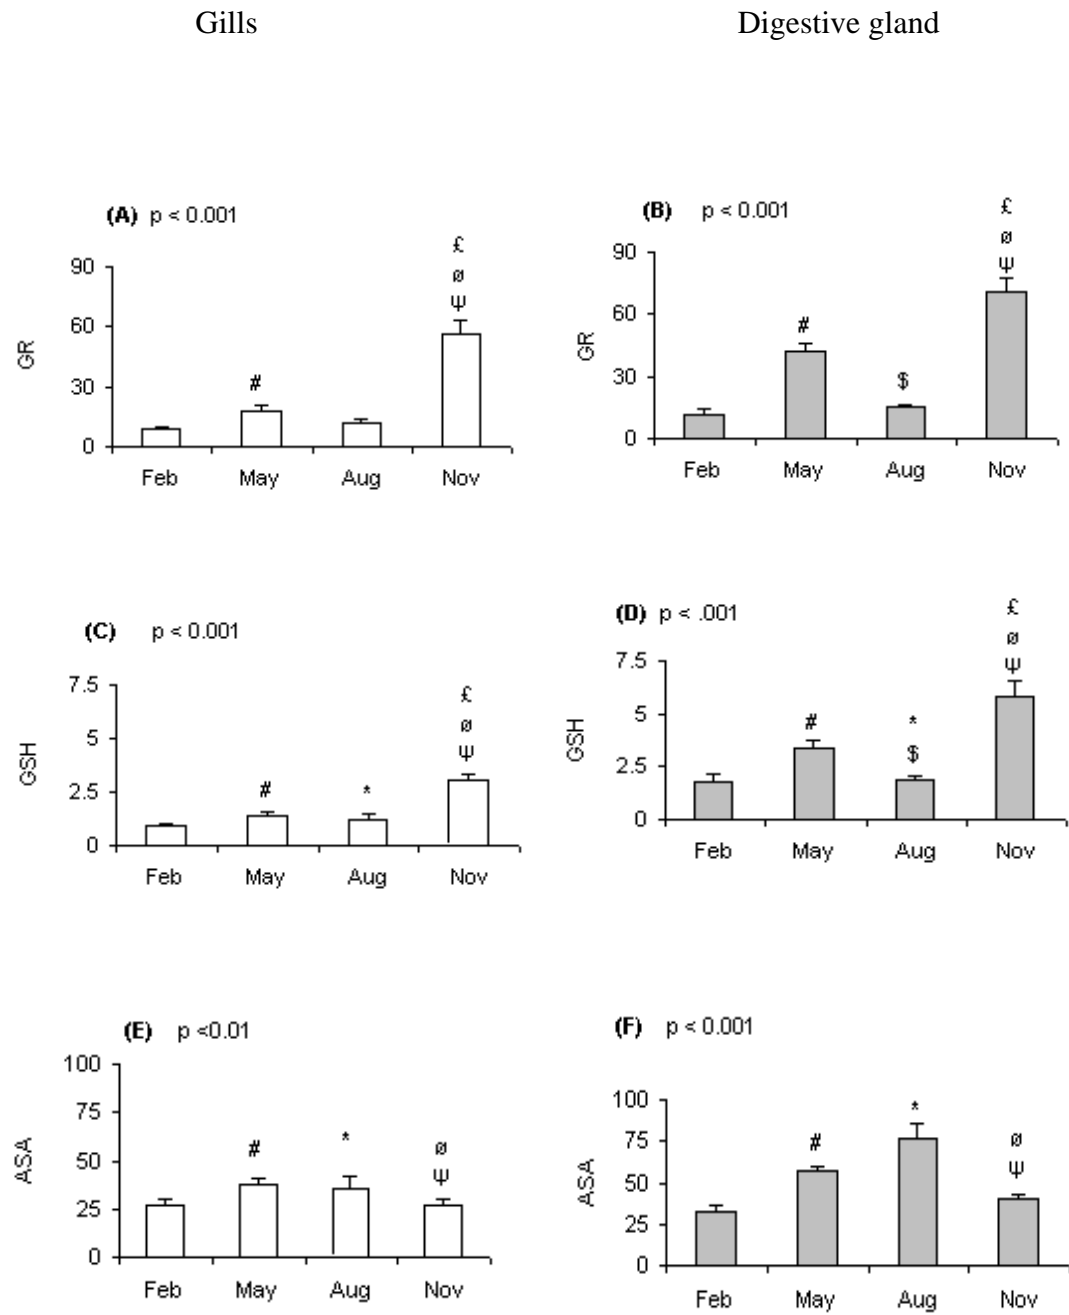 Gills
Digestive gland
(A) p < 0.001
£
ø
Ψ
#
90
60
30
0
GR
Feb May Aug Nov
(B) p < 0.001
£
ø
Ψ
#
$
90
60
30
0
GR
Feb May Aug Nov
(C) p < 0.001
£
ø
Ψ
# *
7.5
5
2.5
0
GSH
Feb May Aug Nov
(D) p < .001
£
ø
Ψ
# *
$
7.5
5
2.5
0
GSH
Feb May Aug Nov
(E) p <0.01
# * ø
Ψ
100
75
50
25
0
ASA
Feb May Aug Nov
(F) p < 0.001
*
# ø
Ψ
100
75
50
25
0
ASA
Feb May Aug Nov